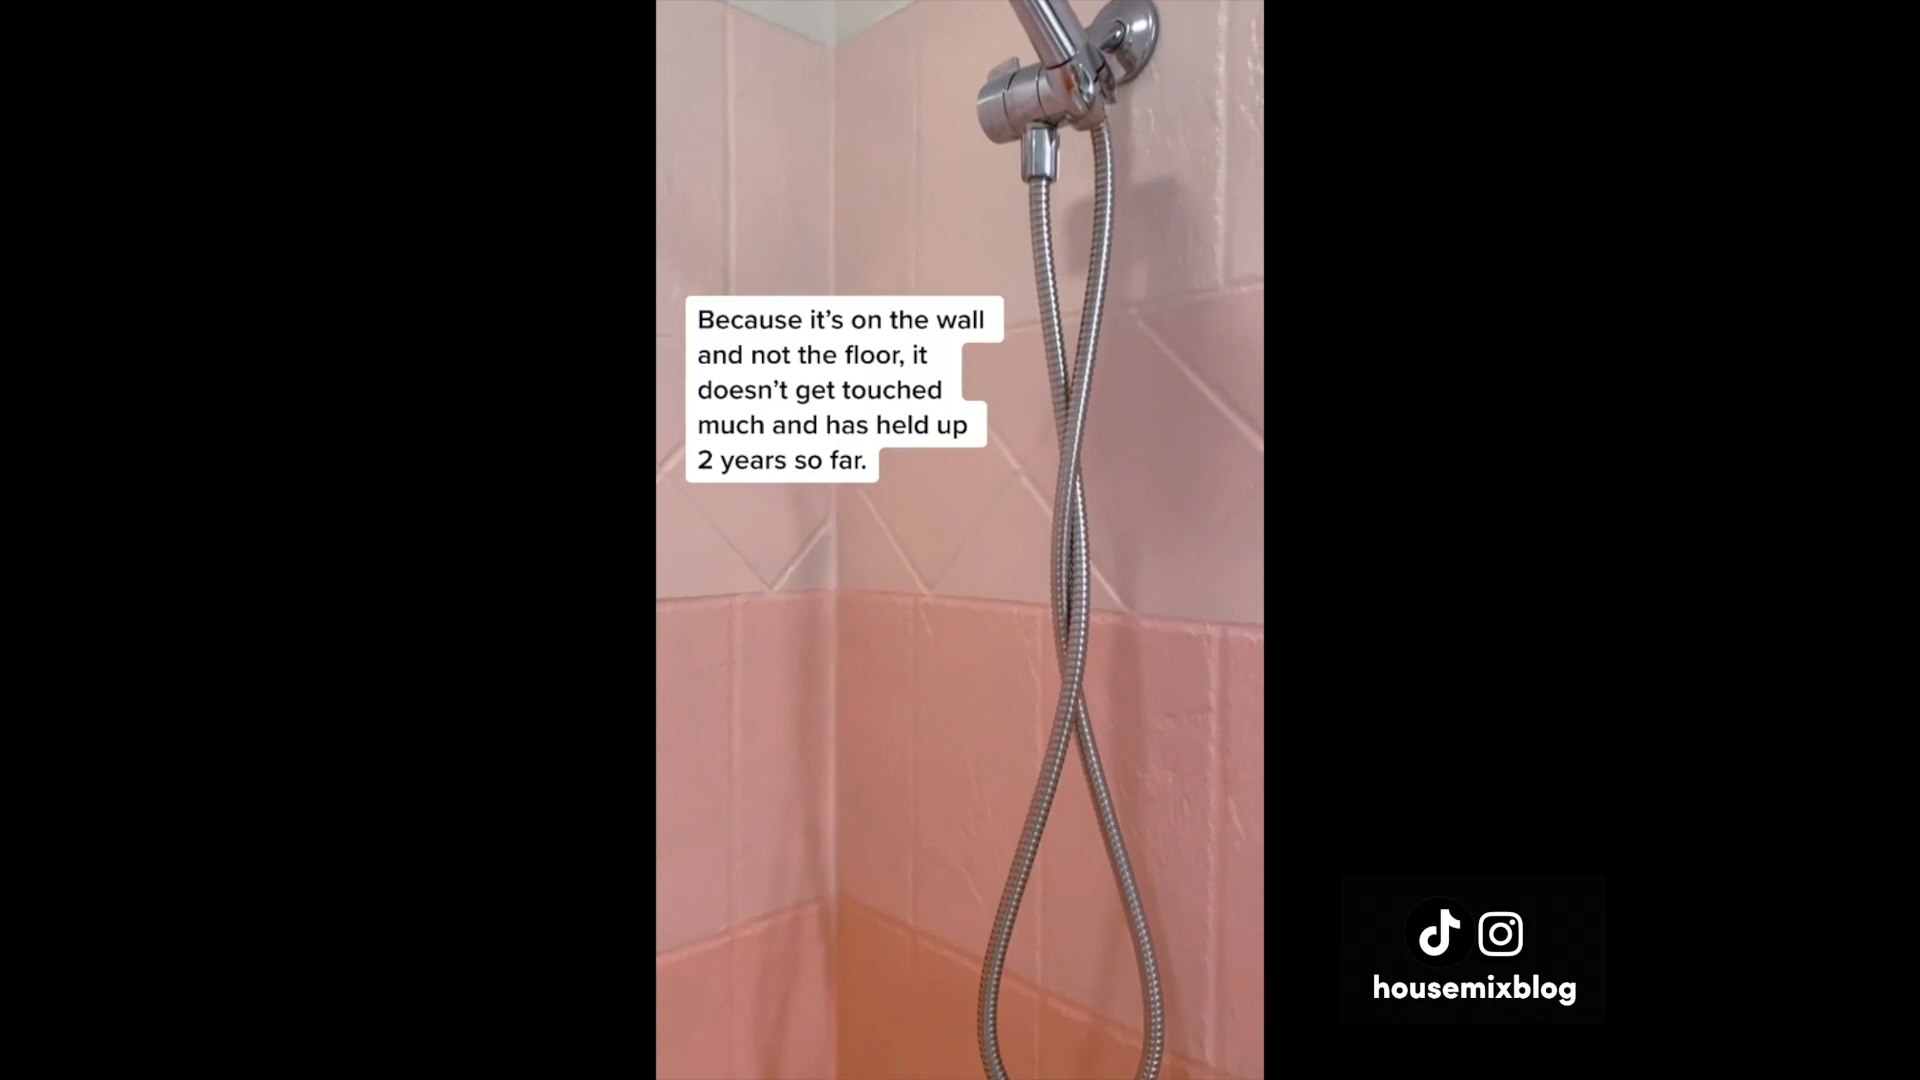 Because it’s on the wall
and not the floor, it
doesn’t get touched
much and has held up
2 years so far.
housemixblog